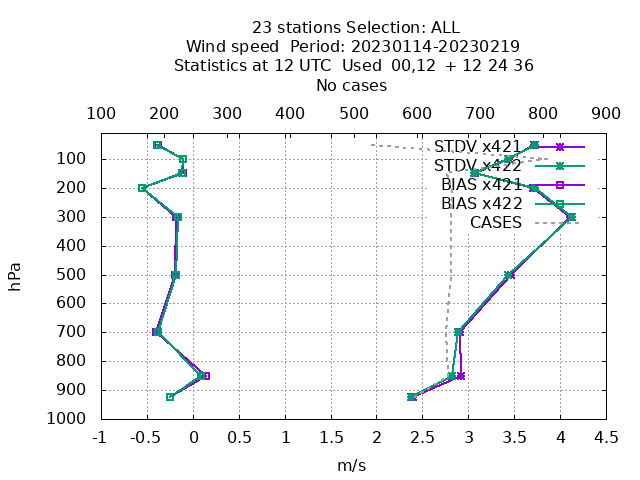 23 stations Selection: ALL
Wind speed  Period: 20230114-20230219
Statistics at 12 UTC  Used  00,12  + 12 24 36
No cases
100 200 300 400 500 600 700 800 900
STDV x421
STDV x422
BIAS x421
BIAS x422
CASES
100
200
300
400
500
600
700
800
900
1000
hPa
-1 -0.5 0 0.5 1 1.5 2 2.5 3 3.5 4 4.5
m/s